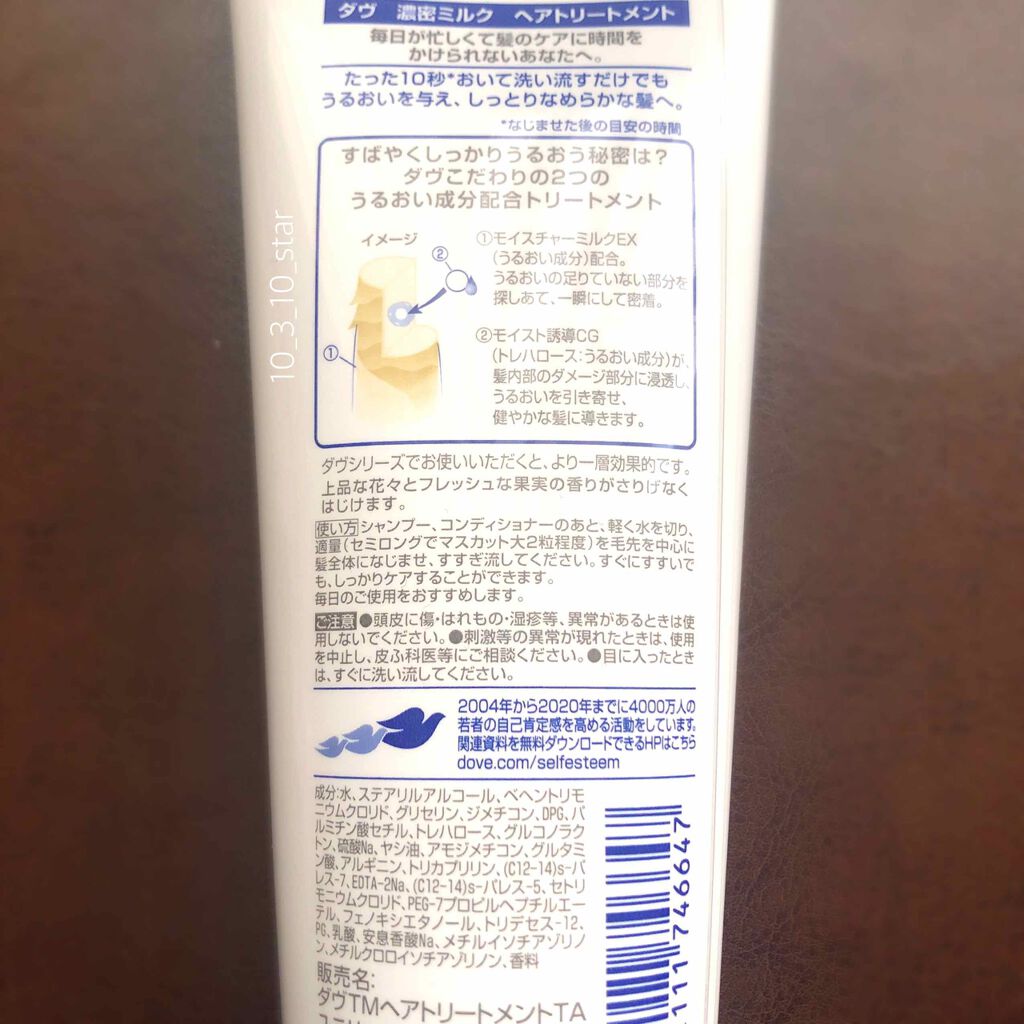 ダヴ 濃密ミルク ヘアトリートメント
毎日が忙しくて髪のケアに時間を
かけられないあなたへ。
たった10秒*おいて洗い流すだけでも
うるおいを与え、しっとりなめらかな髪へ。
*なじませた後の目安の時間
すばやくしっかりうるおう秘密は?
ダヴこだわりの2つの
うるおい成分配合トリートメント
イメージ
②
①
①モイスチャーミルクEX
(うるおい成分)配合。
うるおいの足りていない部分を
探しあて、一瞬にして密着。
②モイスト誘導CG
(トレハロース:うるおい成分)が、
髪内部のダメージ部分に浸透し、
うるおいを引き寄せ、
健やかな髪に導きます。
ダヴシリーズでお使いいただくと、より一層効果的です。
上品な花々とフレッシュな果実の香りがさりげなく
はじけます。
使い方 シャンプー、コンディショナーのあと、軽く水を切り、
適量(セミロングでマスカット大2粒程度)を毛先を中心に
髪全体になじませ、すすぎ流してください。すぐにすすいで
も、しっかりケアすることができます。
毎日のご使用をおすすめします。
ご注意 ●頭皮に傷・はれもの・湿疹等、異常があるときは使
用しないでください。●刺激等の異常が現れたときは、使用
を中止し、皮ふ科医等にご相談ください。●目に入ったとき
は、すぐに洗い流してください。
2004年から2020年までに4000万人の
若者の自己肯定感を高める活動をしています。
関連資料を無料ダウンロードできるHPはこちら
dove.com/selfesteem
成分:水、ステアリルアルコール、ベヘントリモ
ニウムクロリド、グリセリン、ジメチコン、DPG、パ
ルミチン酸セチル、トレハロース、グルコノラク
トン、硫酸Na、ヤシ油、アモジメチコン、グルタミ
ン酸、アルギニン、トリカプリリン、(C12-14)s-パ
レス-7、EDTA-2Na、(C12-14)s-パレス-5、セトリ
モニウムクロリド、PEG-7プロピルヘプチルエー
テル、フェノキシエタノール、トリデセス-12、
PG、乳酸、安息香酸Na、メチルイソチアゾリノ
ン、メチルクロロイソチアゾリノン、香料
販売名:
ダヴTMヘアトリートメントTA
10_3_10_star